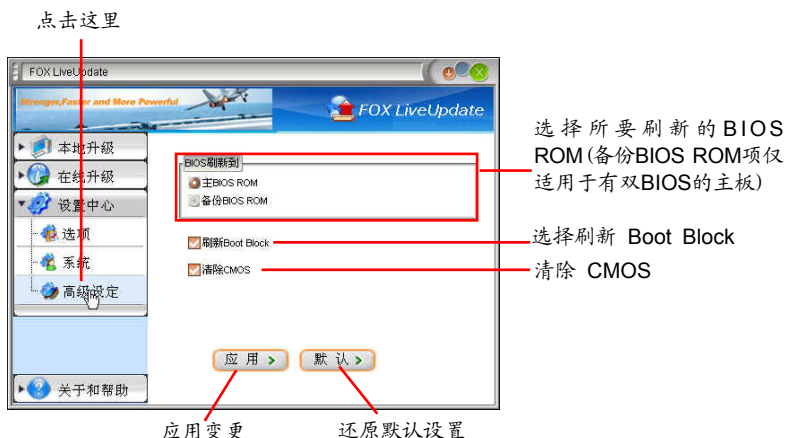 点击这里
FOX LiveUpdate
Stronger,Faster and More Powerful
FOX LiveUpdate
本地升级
在线升级
设置中心
选项
系统
高级设定
关于和帮助
BIOS刷新到
主BIOS ROM
备份BIOS ROM
刷新Boot Block
清除CMOS
应 用
默 认
选择所要刷新的BIOS
ROM(备份BIOS ROM项仅
适用于有双BIOS的主板)
选择刷新 Boot Block
清除 CMOS
应用变更
还原默认设置